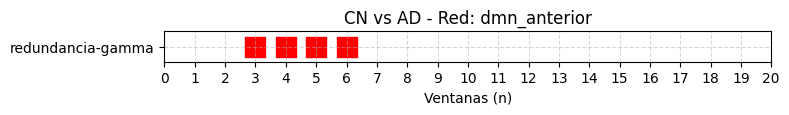 CN vs AD - Red: dmn_anterior
redundancia-gamma
0 1 2 3 4 5 6 7 8 9 10 11 12 13 14 15 16 17 18 19 20
Ventanas (n)